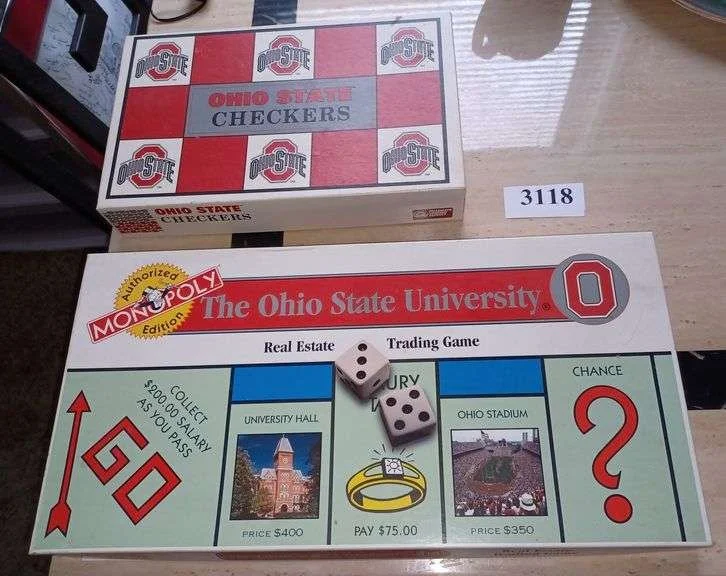 OHIO STATE
OHIO STATE
OHIO STATE
OHIO STATE
CHECKERS
OHIO STATE
OHIO STATE
OHIO STATE
OHIO STATE
CHECKERS
3118
Authorized
MONOPOLY
Edition
The Ohio State University®
Real Estate Trading Game
COLLECT
$200.00 SALARY
AS YOU PASS
GO
UNIVERSITY HALL
PRICE $400
URY
PAY $75.00
OHIO STADIUM
PRICE $350
CHANCE
?